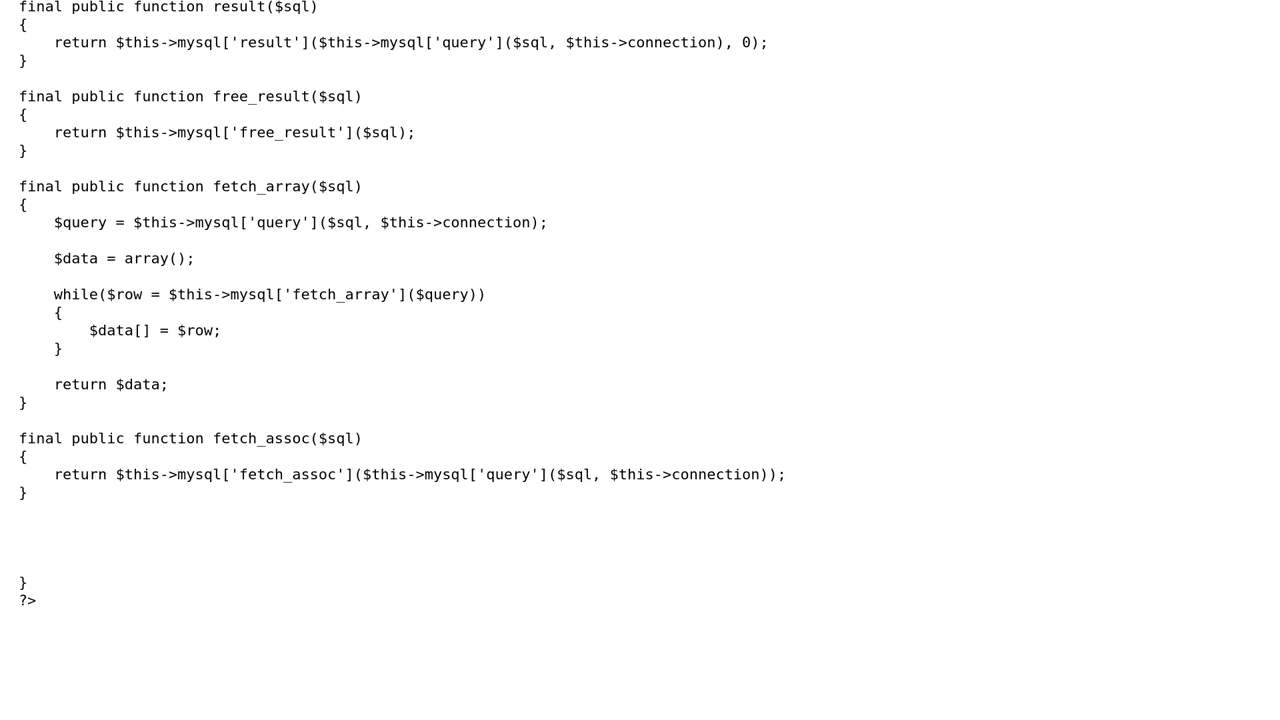 final public function result($sql)
{
    return $this->mysql['result']($this->mysql['query']($sql, $this->connection), 0);
}

final public function free_result($sql)
{
    return $this->mysql['free_result']($sql);
}

final public function fetch_array($sql)
{
    $query = $this->mysql['query']($sql, $this->connection);

    $data = array();

    while($row = $this->mysql['fetch_array']($query))
    {
        $data[] = $row;
    }

    return $data;
}

final public function fetch_assoc($sql)
{
    return $this->mysql['fetch_assoc']($this->mysql['query']($sql, $this->connection));
}

}
?>